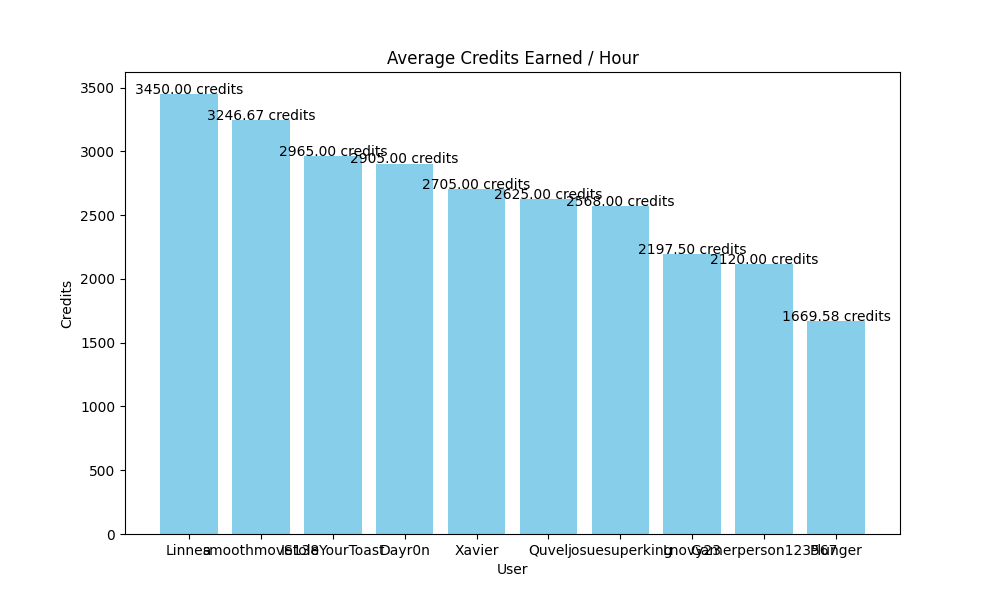 Average Credits Earned / Hour
3450.00 credits
3246.67 credits
2965.00 credits
2905.00 credits
2705.00 credits
2625.00 credits
2568.00 credits
2197.50 credits
2120.00 credits
1669.58 credits
Credits
3500
3000
2500
2000
1500
1000
500
0
Linnea
Dayr0n
Xavier
Quvel
josuesuperking
User